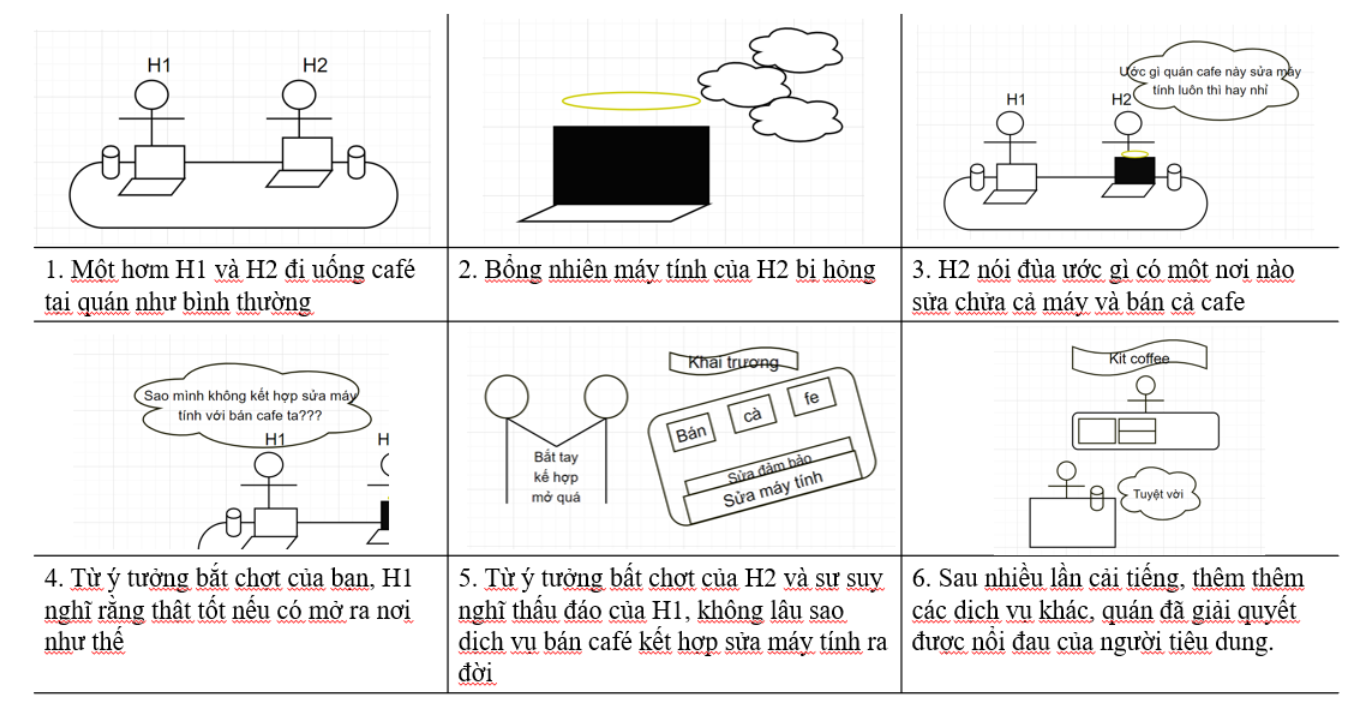 H1
H2
Ước gì quán cafe này sửa máy
tính luôn thì hay nhỉ
H1
H2
1. Một hơm H1 và H2 đi uống café
tại quán như bình thường
2. Bổng nhiên máy tính của H2 bị hỏng
3. H2 nói đùa ước gì có một nơi nào
sửa chửa cả máy và bán cả cafe
Sao mình không kết hợp sửa máy
tính với bán cafe ta???
H1
H
Bắt tay
kế hợp
mở quá
Khai trương
Bán
cà
fe
Sửa đảm bảo
Sửa máy tính
Kit coffee
Tuyệt vời
4. Từ ý tưởng bắt chợt của bạn, H1
nghĩ rằng thật tốt nếu có mở ra nơi
như thế
5. Từ ý tưởng bất chợt của H2 và sự suy
nghĩ thấu đáo của H1, không lâu sao
dịch vụ bán café kết hợp sửa máy tính ra
đời
6. Sau nhiều lần cải tiếng, thêm thêm
các dịch vụ khác, quán đã giải quyết
được nổi đau của người tiêu dung.